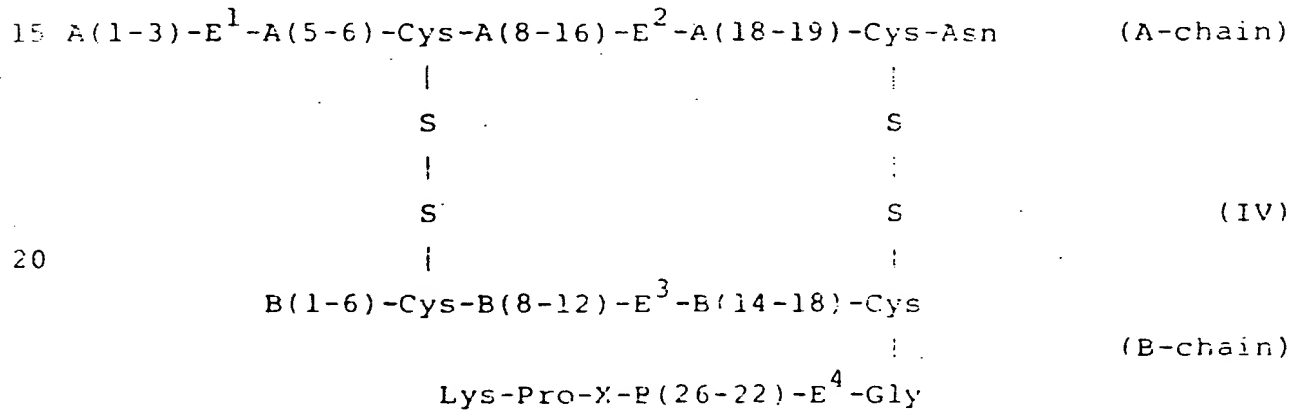 15 A(1-3)-E¹-A(5-6)-Cys-A(8-16)-E²-A(18-19)-Cys-Asn (A-chain)
| |
S S
| |
S S (IV)
20 | |
B(1-6)-Cys-B(8-12)-E³-B(14-18)-Cys
| (B-chain)
Lys-Pro-X-B(26-22)-E⁴-Gly